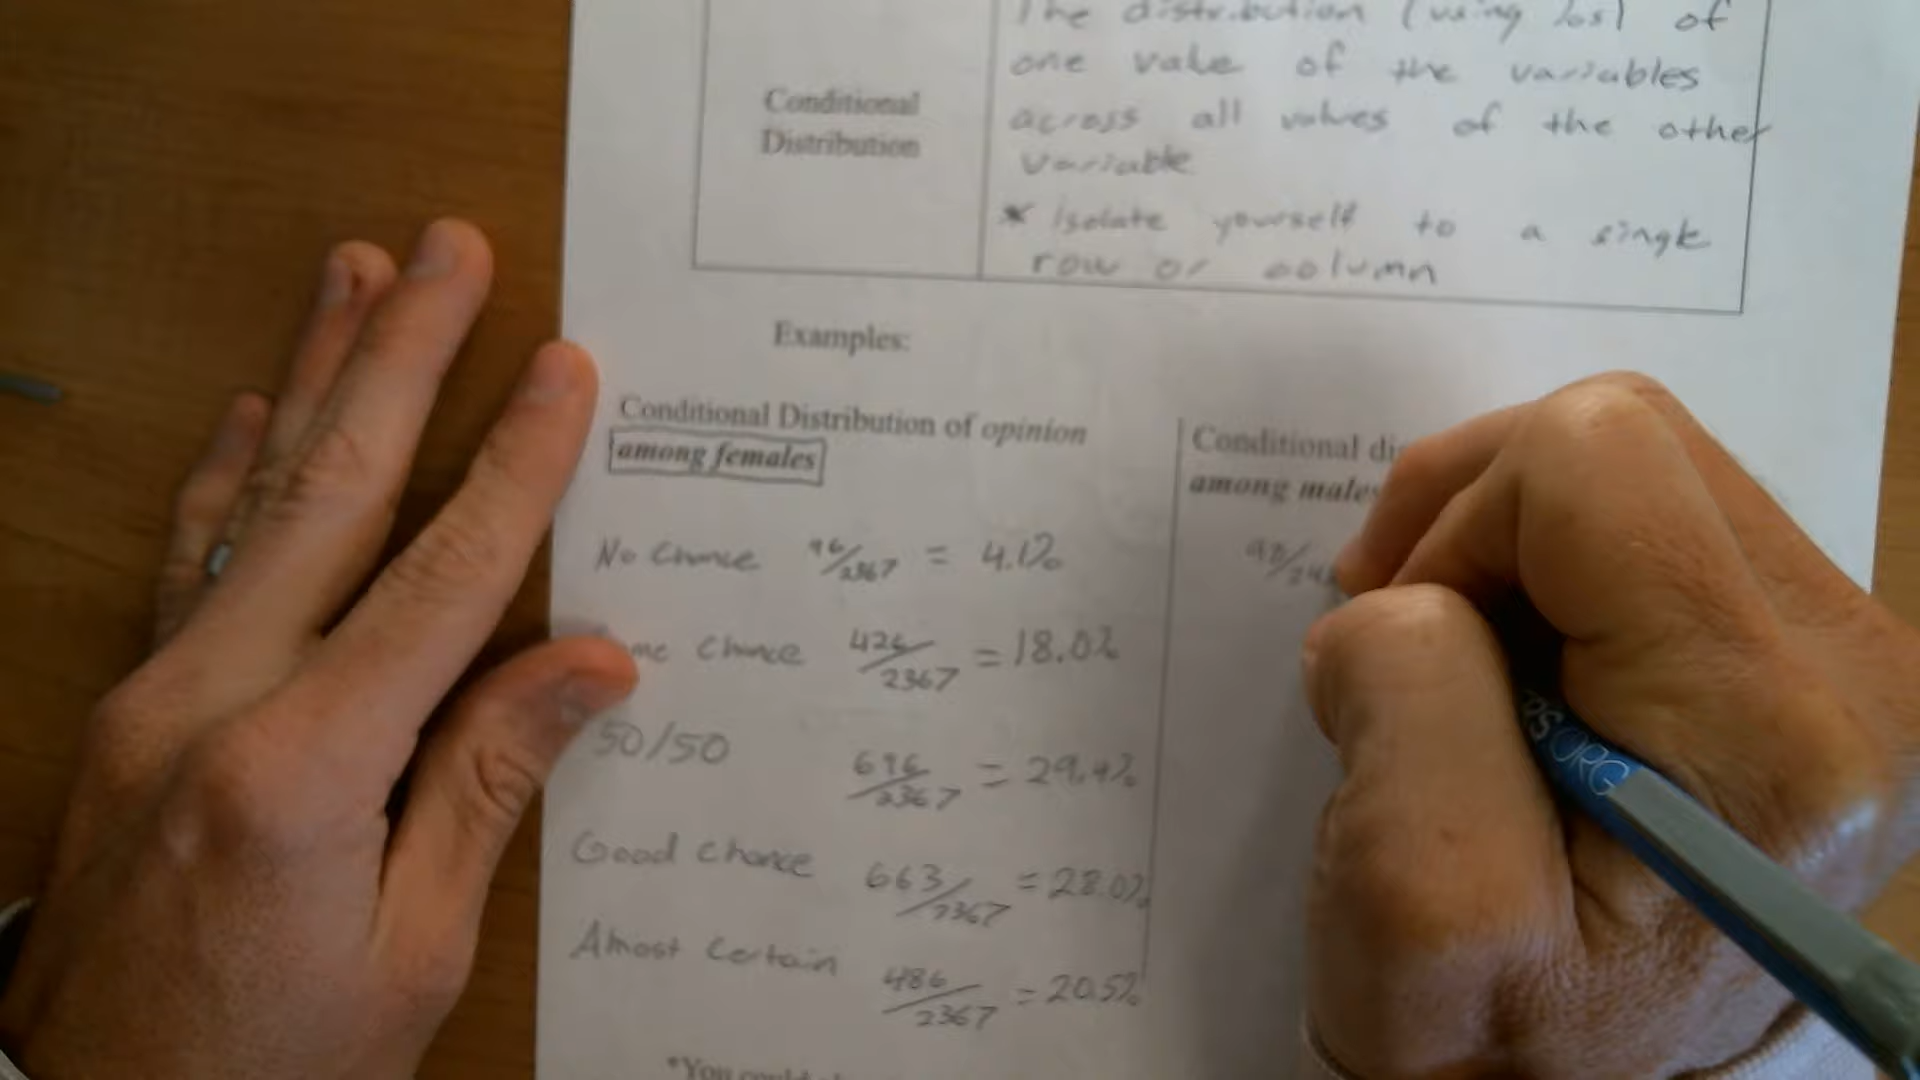 The distribution (using %s) of
one value of the variables
across all values of the other
variable
* Isolate yourself to a single
row or column
Conditional
Distribution
Examples:
Conditional Distribution of opinion
among females
No Chance 96/2367 = 4.1%
Chance 426/2367 = 18.0%
50/50 696/2367 = 29.4%
Good Chance 663/2367 = 28.0%
Almost Certain 486/2367 = 20.5%
*You could
Conditional
among males
98/